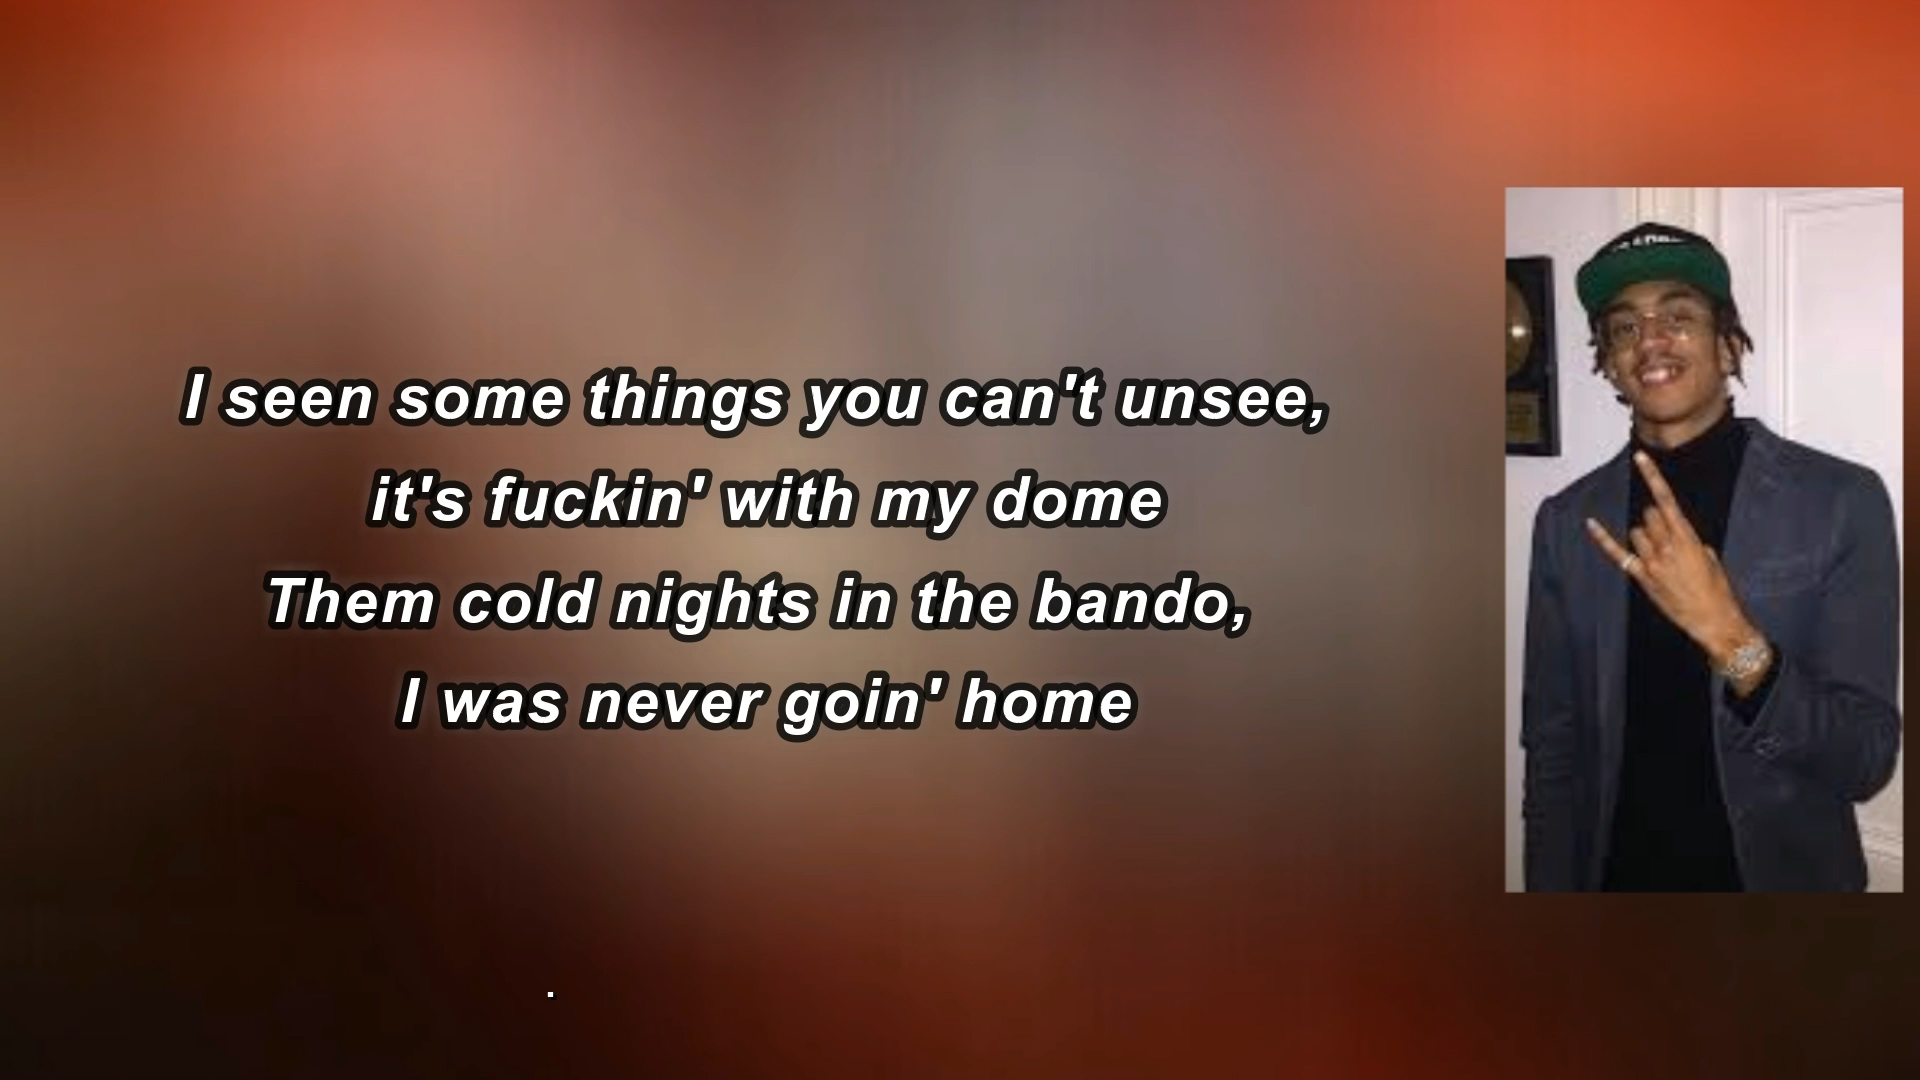 I seen some things you can't unsee,
it's fuckin' with my dome
Them cold nights in the bando,
I was never goin' home
.